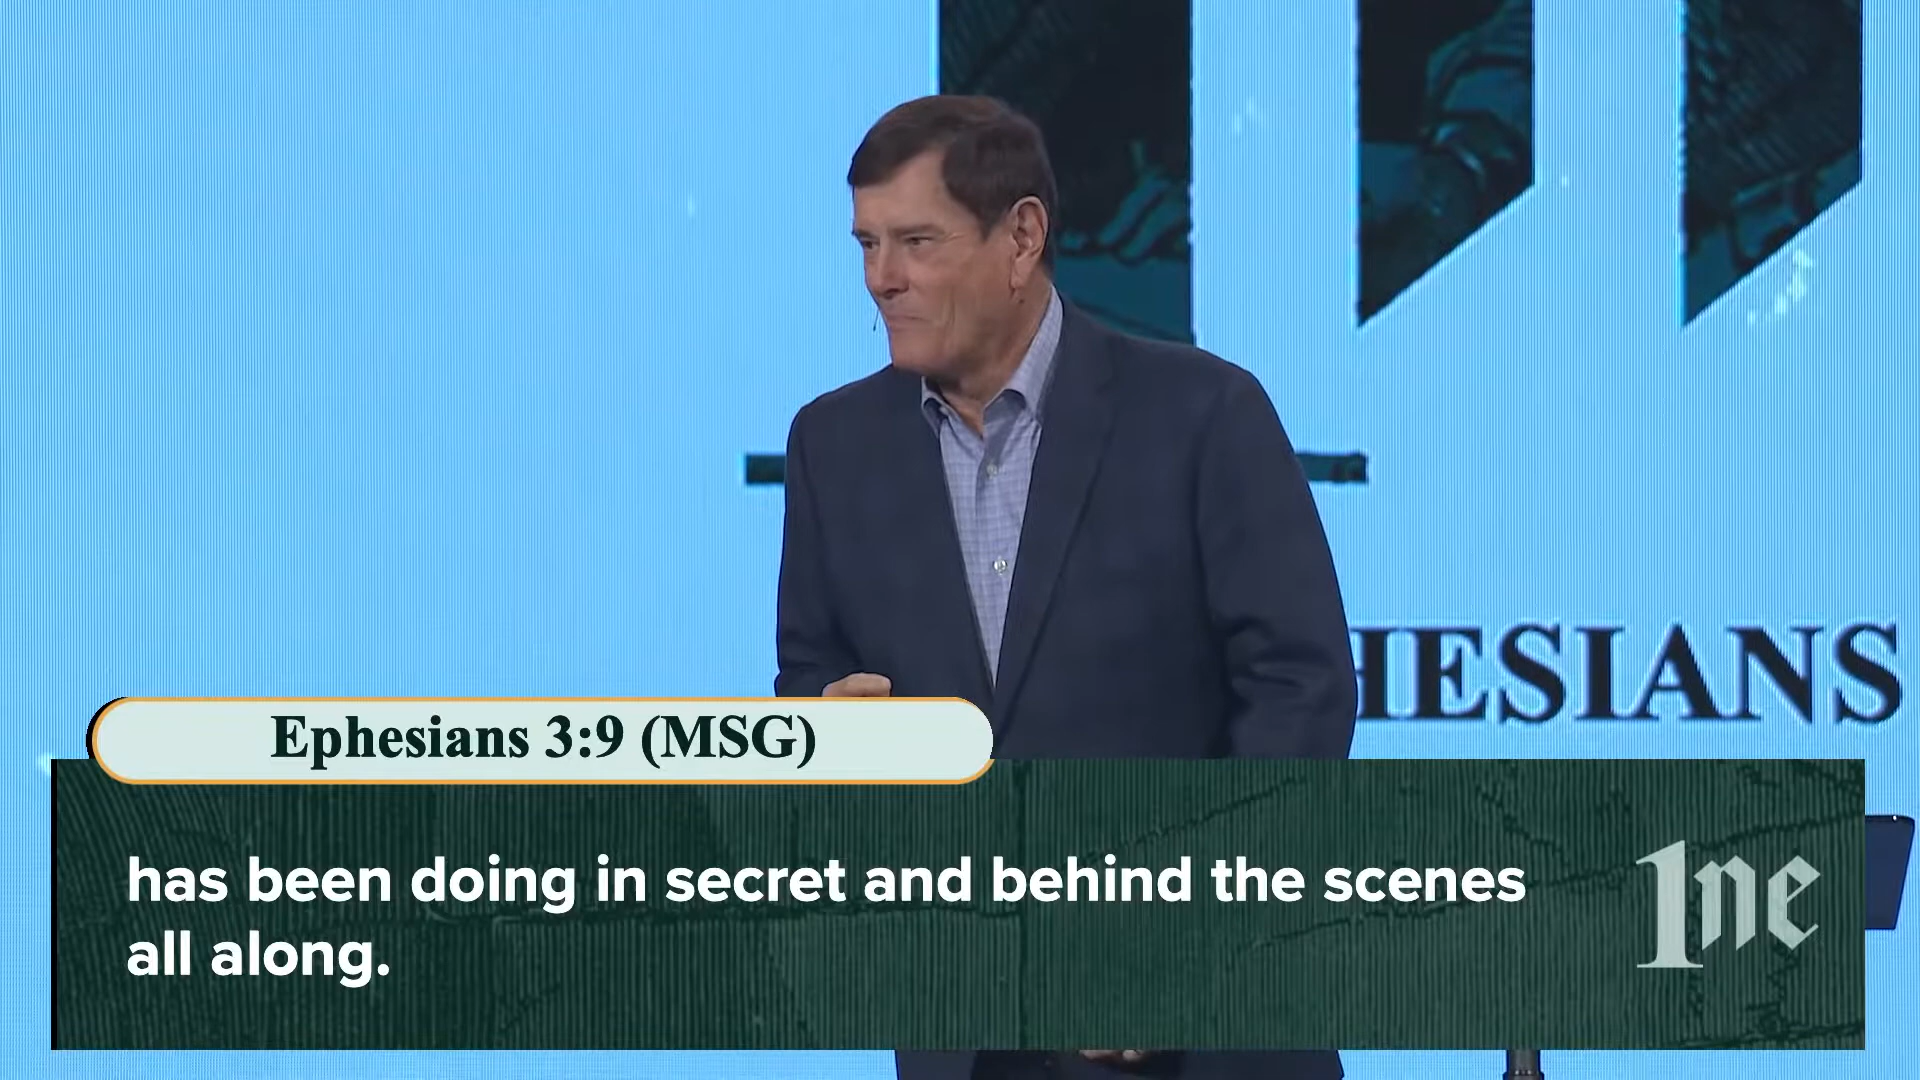 HESIANS
Ephesians 3:9 (MSG)
has been doing in secret and behind the scenes
all along.
1ne